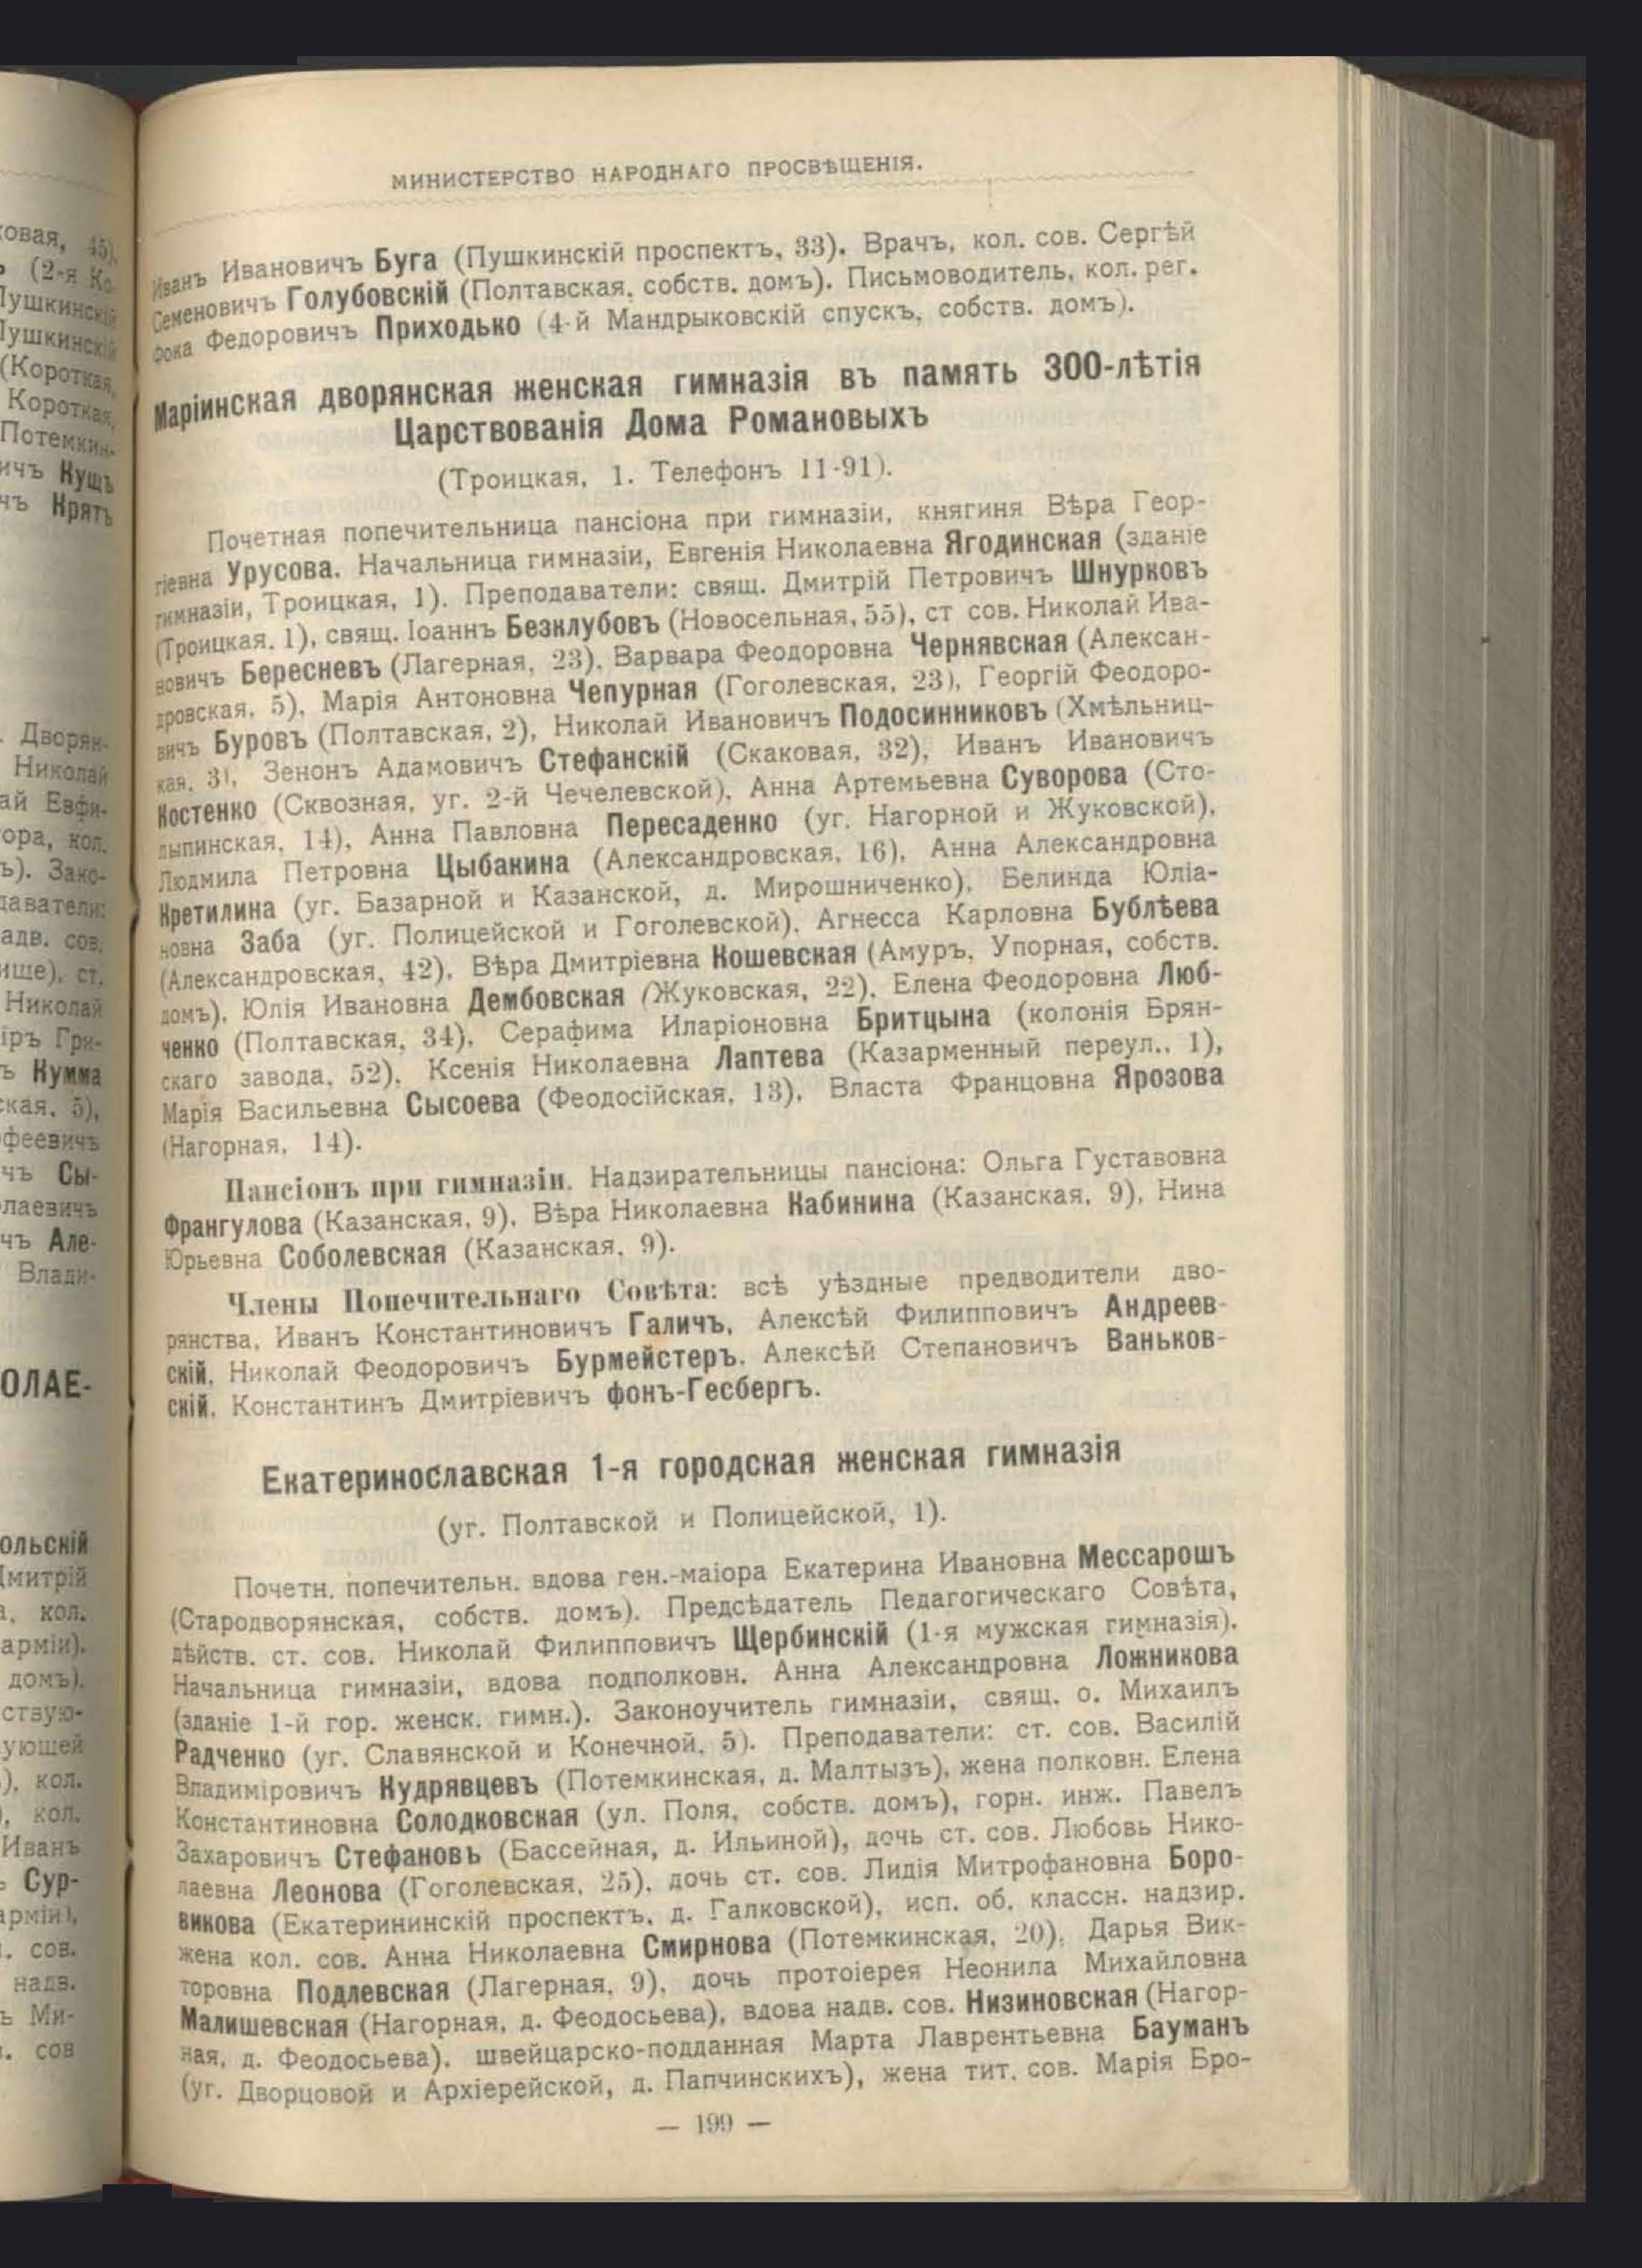 МИНИСТЕРСТВО НАРОДНАГО ПРОСВѢЩЕНІЯ.
Иванъ Ивановичъ Буга (Пушкинскій проспектъ, 33). Врачъ, кол. сов. Сергѣй
Семеновичъ Голубовскій (Полтавская, собств. домъ). Письмоводитель, кол. рег.
Фока Федоровичъ Приходько (4-й Мандрыковскій спускъ, собств. домъ).
Маріинская дворянская женская гимназія въ память 300-лѣтія
Царствованія Дома Романовыхъ
(Троицкая, 1. Телефонъ 11-91).
Почетная попечительница пансіона при гимназіи, княгиня Вѣра Геор-
гіевна Урусова. Начальница гимназіи, Евгенія Николаевна Ягодинская (зданіе
гимназіи, Троицкая, 1). Преподаватели: свящ. Дмитрій Петровичъ Шнурковъ
(Троицкая, 1), свящ. Іоаннъ Безклубовъ (Новосельная, 55), ст сов. Николай Ива-
новичъ Бересневъ (Лагерная, 23), Варвара Феодоровна Чернявская (Алексан-
дровская, 5), Марія Антоновна Чепурная (Гоголевская, 23), Георгій Феодоро-
вичъ Буровъ (Полтавская, 2), Николай Ивановичъ Подосинниковъ (Хмѣльниц-
кая, 3), Зенонъ Адамовичъ Стефанскій (Скаковая, 32), Иванъ Ивановичъ
Костенко (Сквозная, уг. 2-й Чечелевской), Анна Артемьевна Суворова (Сто-
лыпинская, 14), Анна Павловна Пересаденко (уг. Нагорной и Жуковской),
Людмила Петровна Цыбакина (Александровская, 16), Анна Александровна
Кретилина (уг. Базарной и Казанской, д. Мирошниченко), Белинда Юліа-
новна Заба (уг. Полицейской и Гоголевской), Агнесса Карловна Бублѣева
(Александровская, 42), Вѣра Дмитріевна Кошевская (Амуръ, Упорная, собств.
домъ), Юлія Ивановна Дембовская (Жуковская, 22), Елена Феодоровна Люб-
ченко (Полтавская, 34), Серафима Иларіоновна Бритцына (колонія Брян-
скаго завода, 52), Ксенія Николаевна Лаптева (Казарменный переул., 1),
Марія Васильевна Сысоева (Феодосійская, 13), Власта Францовна Ярозова
(Нагорная, 14).
Пансіонъ при гимназіи. Надзирательницы пансіона: Ольга Густавовна
Франгулова (Казанская, 9), Вѣра Николаевна Кабинина (Казанская, 9), Нина
Юрьевна Соболевская (Казанская, 9).
Члены Попечительнаго Совѣта: всѣ уѣздные предводители дво-
рянства, Иванъ Константиновичъ Галичъ, Алексѣй Филипповичъ Андреев-
скій, Николай Феодоровичъ Бурмейстеръ, Алексѣй Степановичъ Ваньков-
скій, Константинъ Дмитріевичъ фонъ-Гесбергъ.
Екатеринославская 1-я городская женская гимназія
(уг. Полтавской и Полицейской, 1).
Почетн. попечительн. вдова ген.-маіора Екатерина Ивановна Мессарошъ
(Стародворянская, собств. домъ). Предсѣдатель Педагогическаго Совѣта,
дѣйств. ст. сов. Николай Филипповичъ Щербинскій (1-я мужская гимназія).
Начальница гимназіи, вдова подполковн. Анна Александровна Ложникова
(зданіе 1-й гор. женск. гимн.). Законоучитель гимназіи, свящ. о. Михаилъ
Радченко (уг. Славянской и Конечной, 5). Преподаватели: ст. сов. Василій
Владиміровичъ Кудрявцевъ (Потемкинская, д. Малтызъ), жена полковн. Елена
Константиновна Солодковская (ул. Поля, собств. домъ), горн. инж. Павелъ
Захаровичъ Стефановъ (Бассейная, д. Ильиной), дочь ст. сов. Любовь Нико-
лаевна Леонова (Гоголевская, 25), дочь ст. сов. Лидія Митрофановна Боро-
викова (Екатерининскій проспектъ, д. Галковской), исп. об. классн. надзир.
жена кол. сов. Анна Николаевна Смирнова (Потемкинская, 20), Дарья Вик-
торовна Подлевская (Лагерная, 9), дочь протоіерея Неонила Михайловна
Малишевская (Нагорная, д. Феодосьева), вдова надв. сов. Низиновская (Нагор-
ная, д. Феодосьева), швейцарско-подданная Марта Лаврентьевна Бауманъ
(уг. Дворцовой и Архіерейской, д. Папчинскихъ), жена тит. сов. Марія Бро-
— 199 —